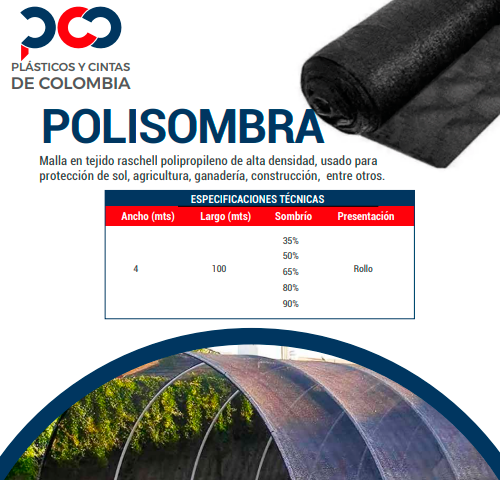 pco
PLÁSTICOS Y CINTAS
DE COLOMBIA
POLISOMBRA
Malla en tejido raschell polipropileno de alta densidad, usado para
protección de sol, agricultura, ganadería, construcción, entre otros.
ESPECIFICACIONES TÉCNICAS
Ancho (mts) Largo (mts) Sombrío Presentación
35%
50%
4 100 65% Rollo
80%
90%